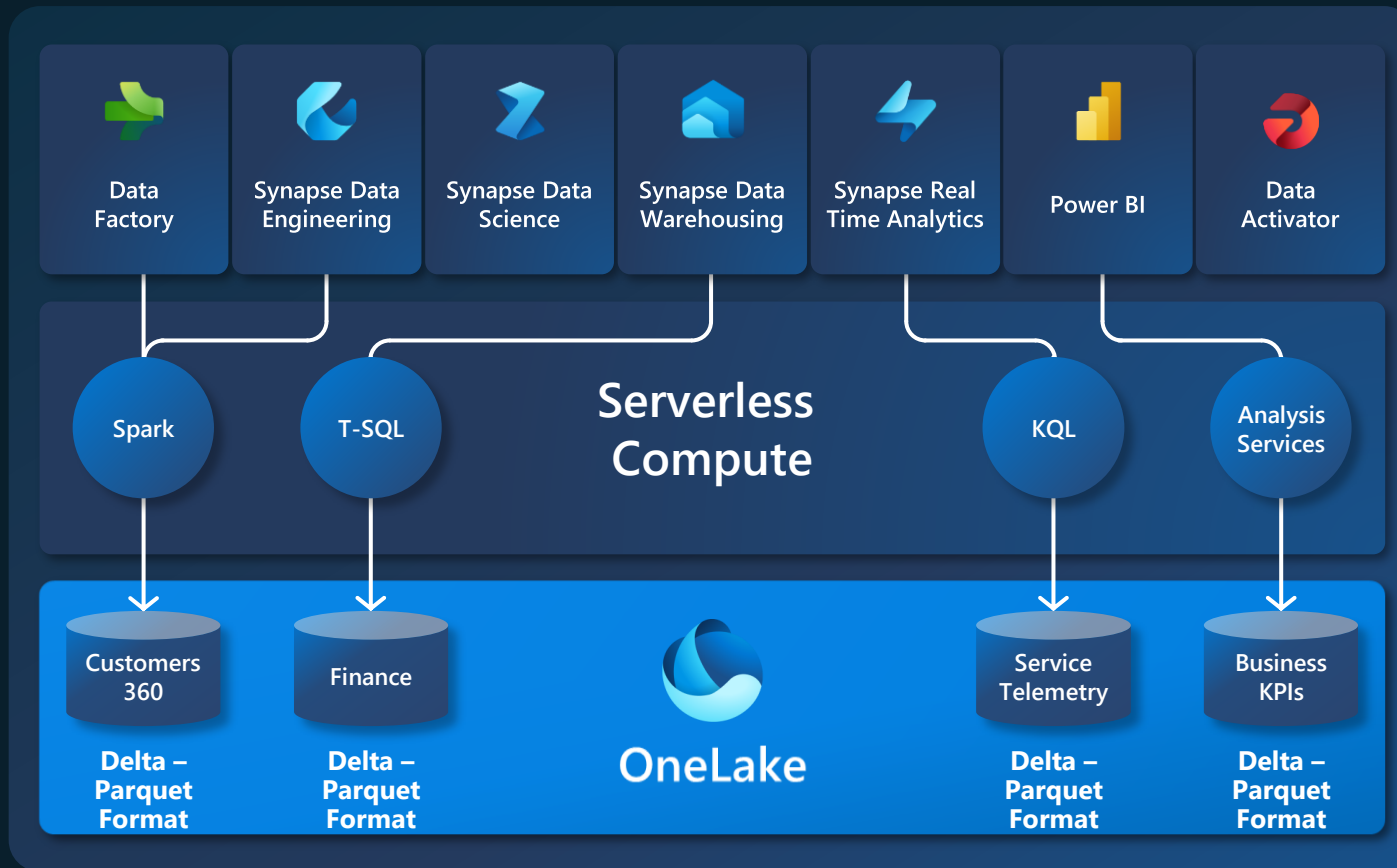 Data
Factory
Synapse Data
Engineering
Synapse Data
Science
Synapse Data
Warehousing
Synapse Real
Time Analytics
Power BI
Data
Activator
Serverless
Compute
Spark
T-SQL
KQL
Analysis
Services
Customers
360
Finance
OneLake
Service
Telemetry
Business
KPIs
Delta –
Parquet
Format
Delta –
Parquet
Format
Delta –
Parquet
Format
Delta –
Parquet
Format